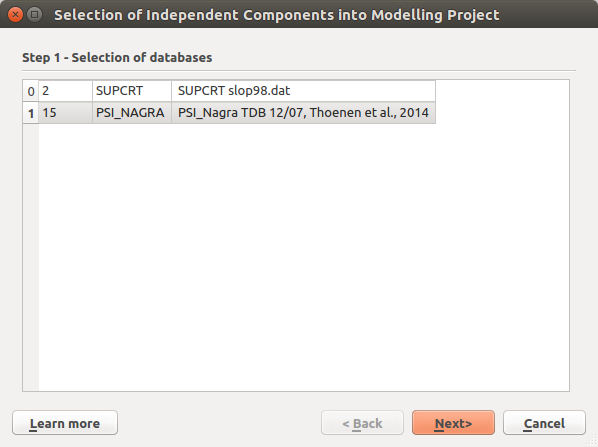 Selection of Independent Components into Modelling Project
Step 1 - Selection of databases
0 2 SUPCRT SUPCRT slop98.dat
1 15 PSI_NAGRA PSI_Nagra TDB 12/07, Thoenen et al., 2014
Learn more < Back Next> Cancel